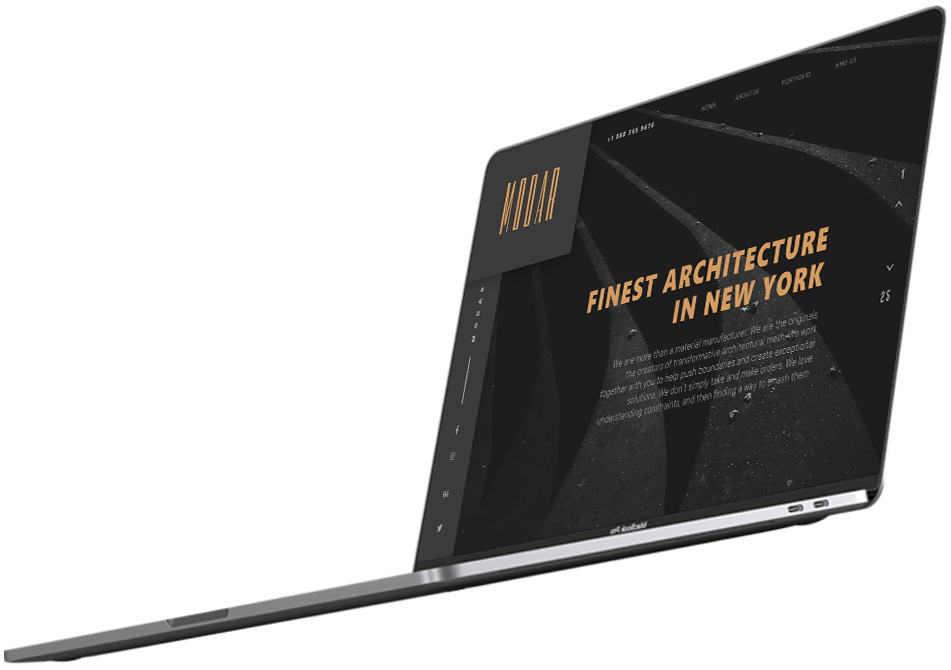 HOME ABOUT US PORTFOLIO HIRE US
+1 888 365 9676
MODAR
1
FINEST ARCHITECTURE
IN NEW YORK
25
We are more than a material manufacturer. We are the originals,
the creators of transformative architectural mesh. We work
together with you to help push boundaries and create exceptional
solutions. We don't simply take and make orders. We love
understanding constraints, and then finding a way to smash them.
MODAR
MacBook Pro